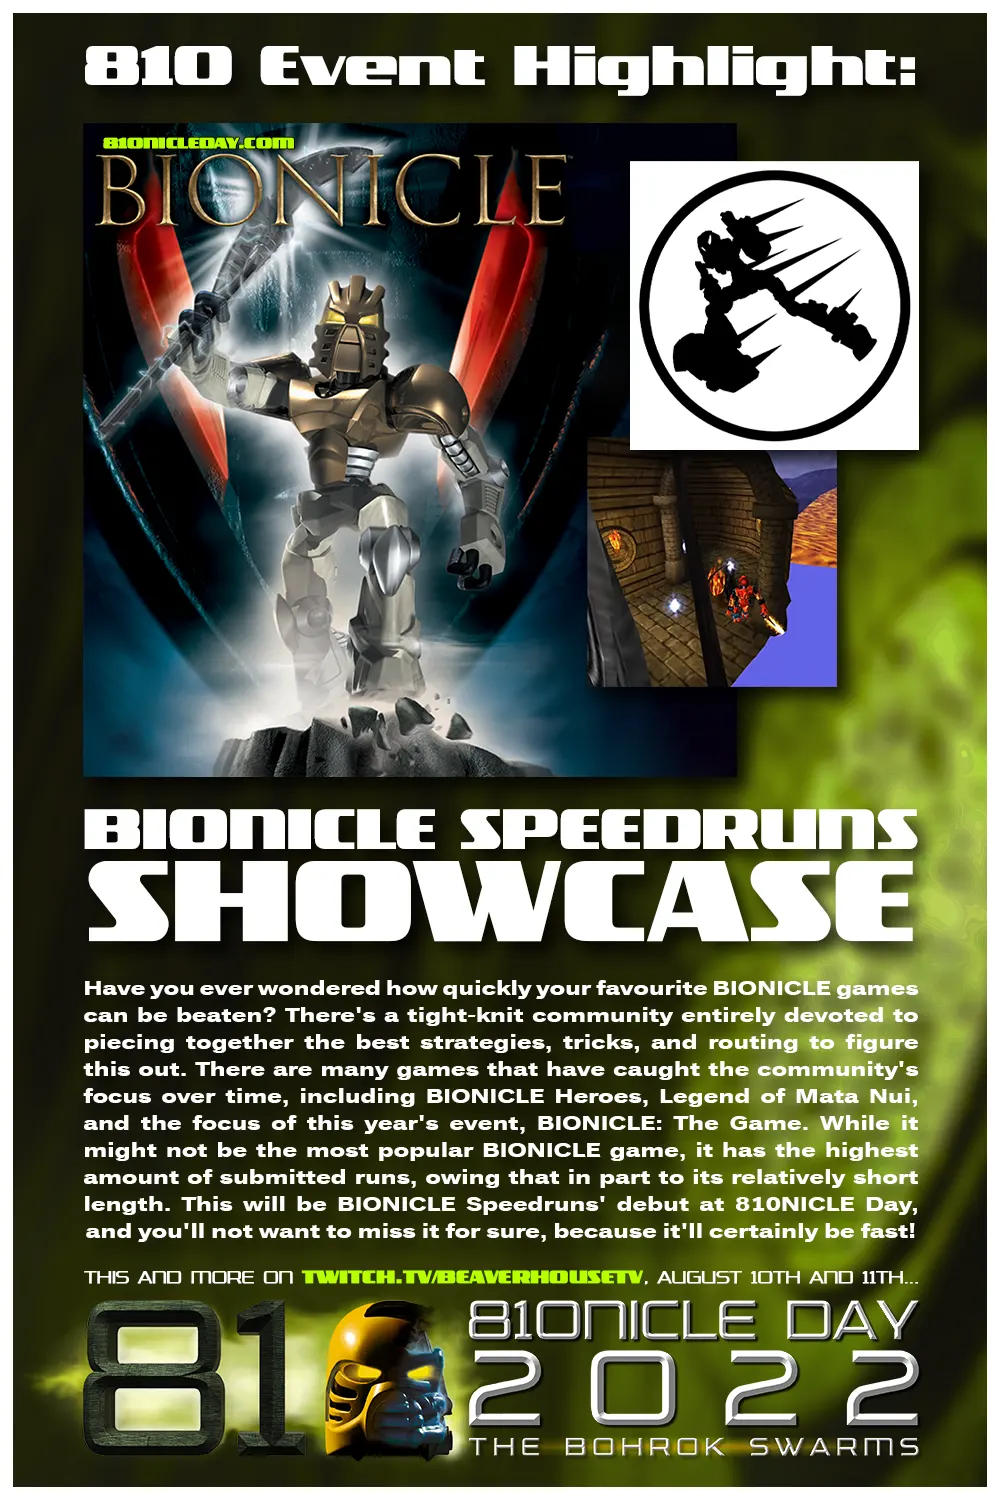 810 Event Highlight:
810NICLEDAY.COM
BIONICLE
BIONICLE SPEEDRUNS
SHOWCASE
Have you ever wondered how quickly your favourite BIONICLE games
can be beaten? There's a tight-knit community entirely devoted to
piecing together the best strategies, tricks, and routing to figure
this out. There are many games that have caught the community's
focus over time, including BIONICLE Heroes, Legend of Mata Nui,
and the focus of this year's event, BIONICLE: The Game. While it
might not be the most popular BIONICLE game, it has the highest
amount of submitted runs, owing that in part to its relatively short
length. This will be BIONICLE Speedruns' debut at 810NICLE Day,
and you'll not want to miss it for sure, because it'll certainly be fast!
THIS AND MORE ON TWITCH.TV/BEAVERHOUSETV, AUGUST 10TH AND 11TH...
810
810NICLE DAY
2022
THE BOHROK SWARMS